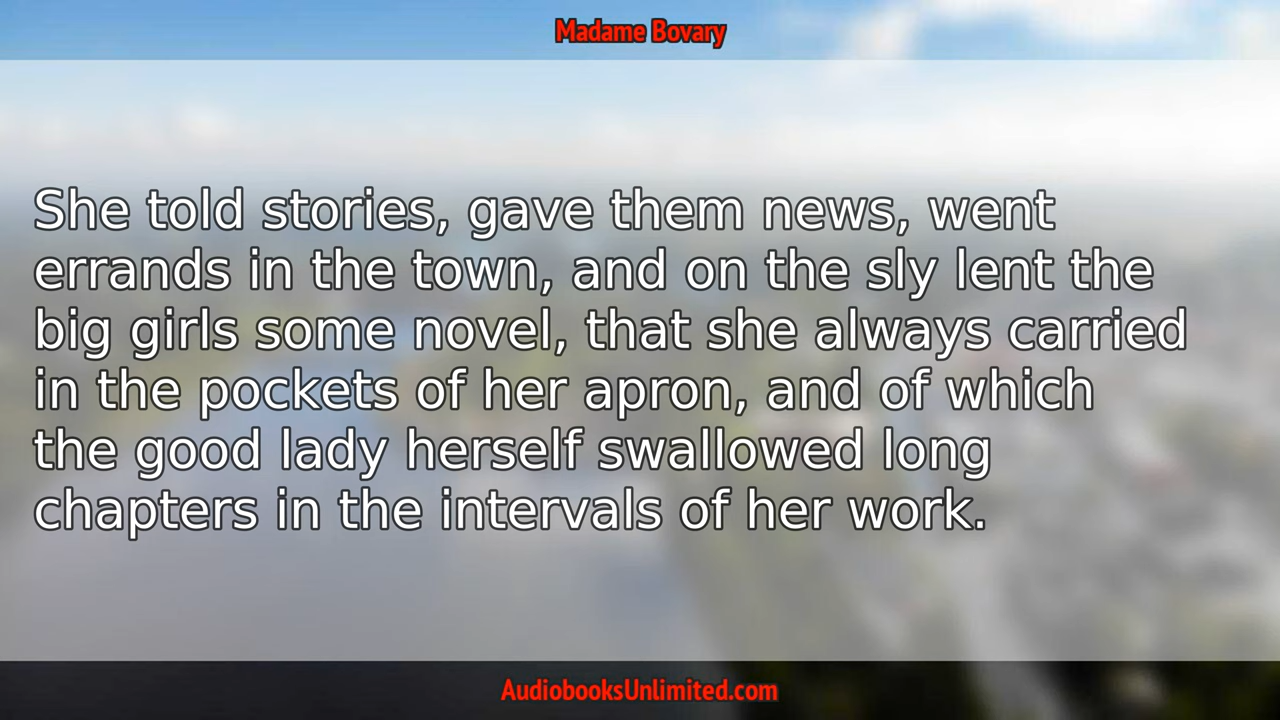 Madame Bovary
She told stories, gave them news, went
errands in the town, and on the sly lent the
big girls some novel, that she always carried
in the pockets of her apron, and of which
the good lady herself swallowed long
chapters in the intervals of her work.
AudiobooksUnlimited.com